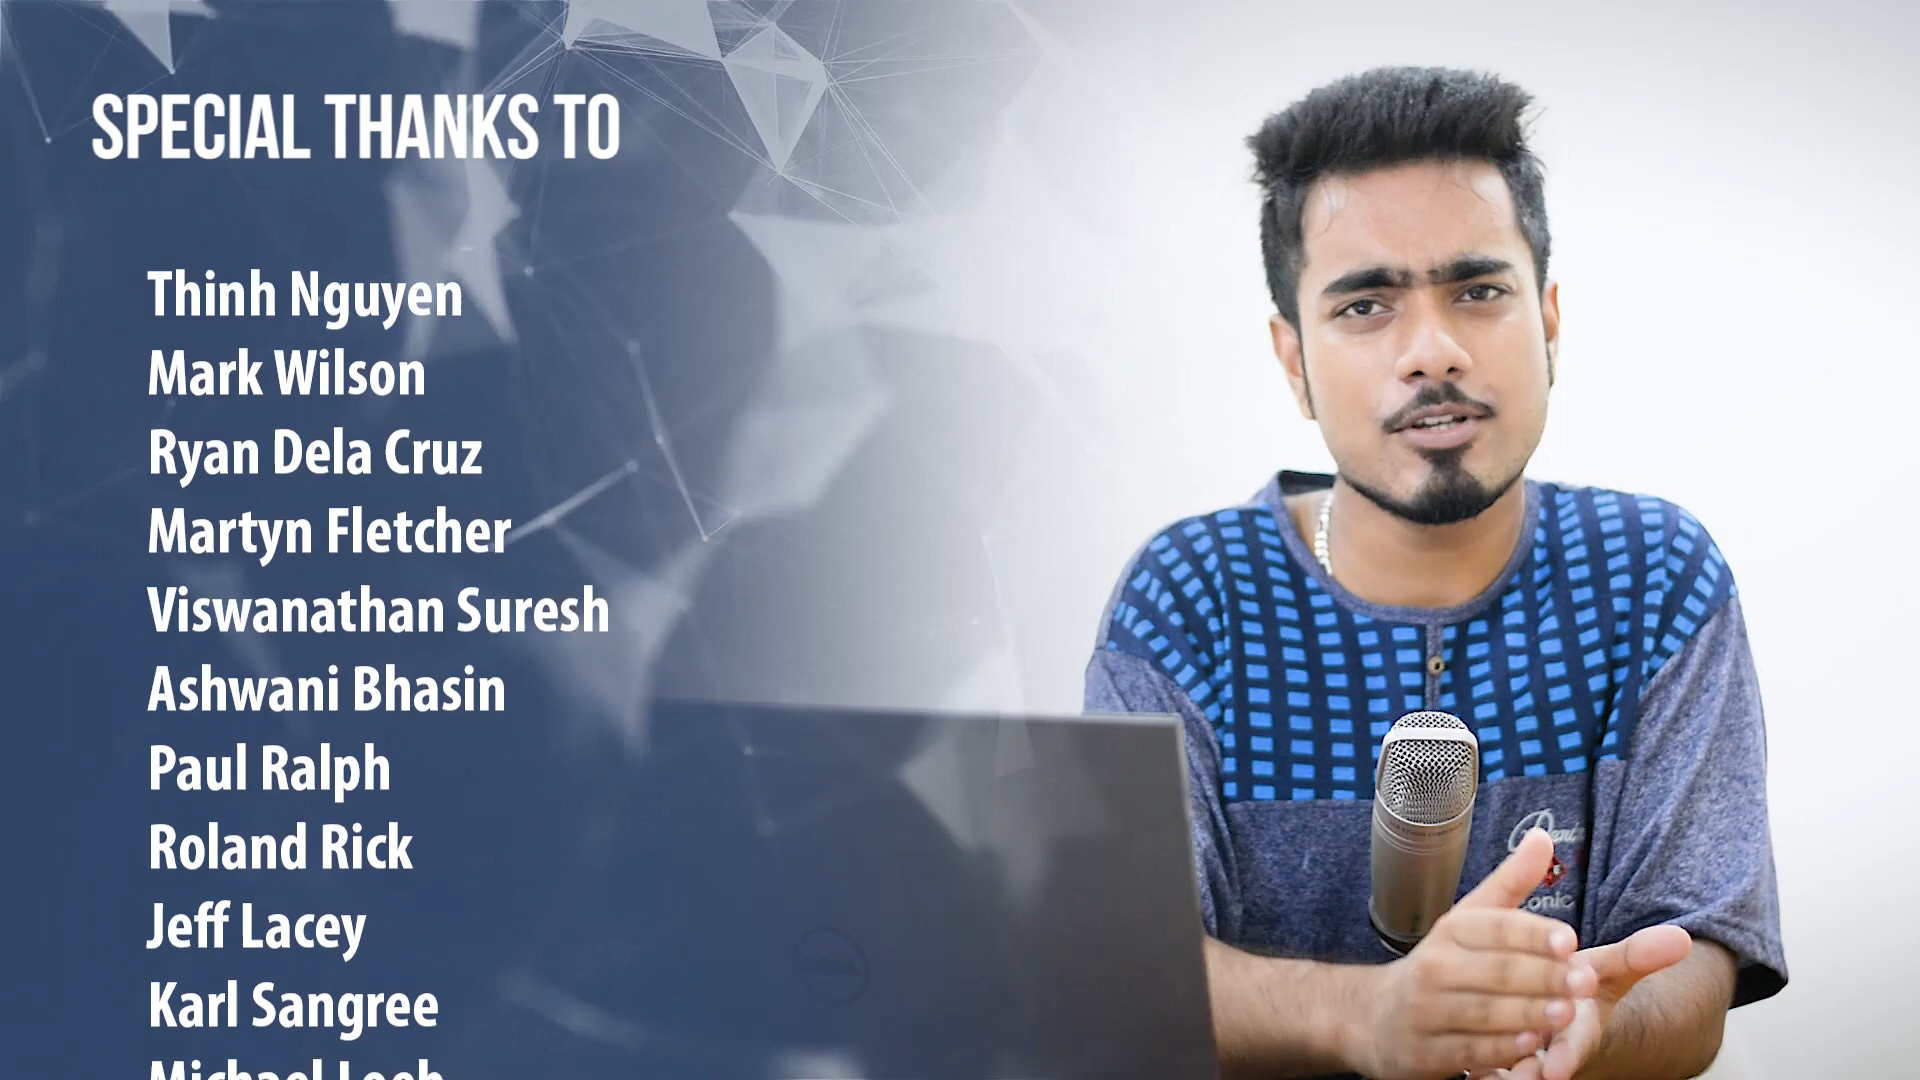 SPECIAL THANKS TO
Thinh Nguyen
Mark Wilson
Ryan Dela Cruz
Martyn Fletcher
Viswanathan Suresh
Ashwani Bhasin
Paul Ralph
Roland Rick
Jeff Lacey
Karl Sangree
Michael